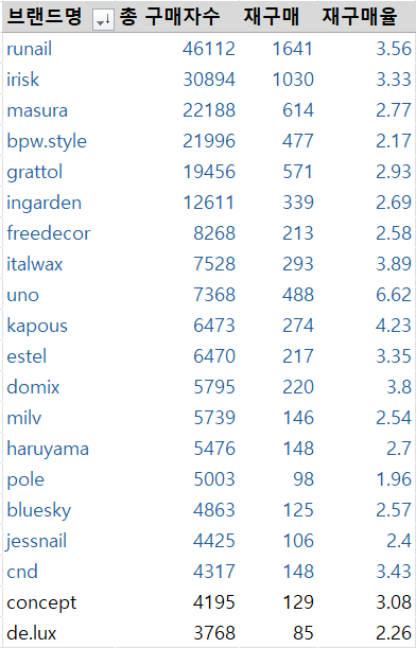 브랜드명 총 구매자수 재구매 재구매율
runail 46112 1641 3.56
irisk 30894 1030 3.33
masura 22188 614 2.77
bpw.style 21996 477 2.17
grattol 19456 571 2.93
ingarden 12611 339 2.69
freedecor 8268 213 2.58
italwax 7528 293 3.89
uno 7368 488 6.62
kapous 6473 274 4.23
estel 6470 217 3.35
domix 5795 220 3.8
milv 5739 146 2.54
haruyama 5476 148 2.7
pole 5003 98 1.96
bluesky 4863 125 2.57
jessnail 4425 106 2.4
cnd 4317 148 3.43
concept 4195 129 3.08
de.lux 3768 85 2.26